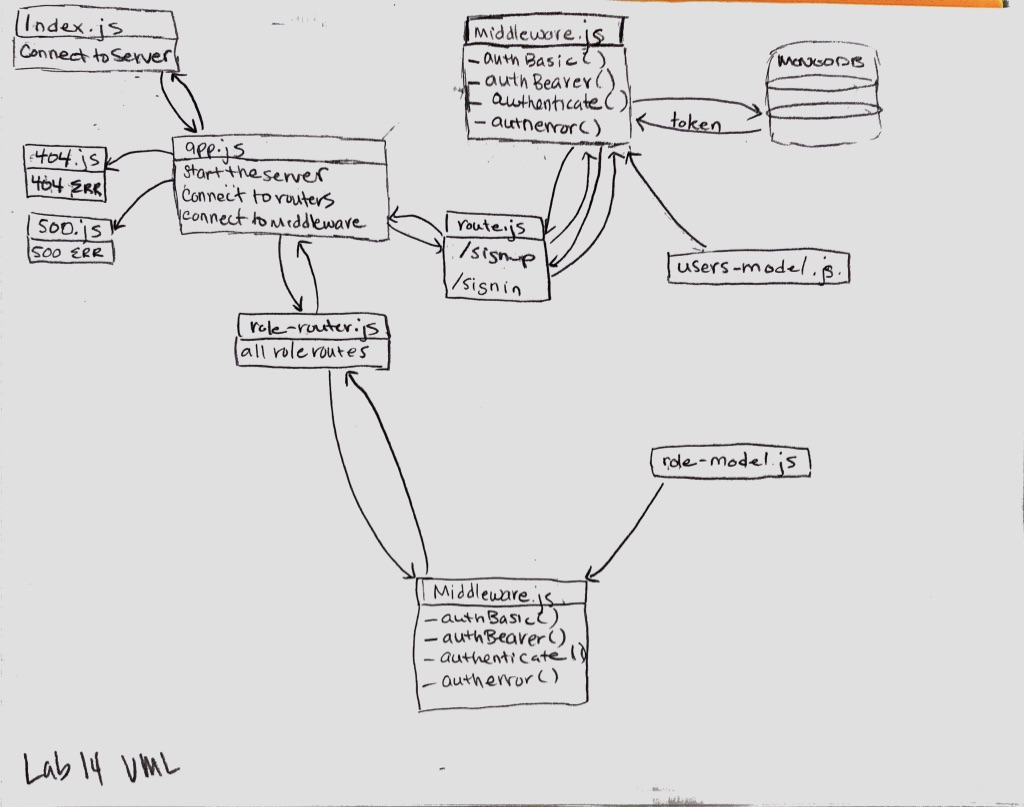 Index.js
Connect to Server
Middleware.js
- authBasic()
- authBearer()
- authenticate()
- autherror()
MONGODB
token
404.js
404 ERR
500.js
500 ERR
app.js
Start the server
Connect to routers
Connect to Middleware
route.js
/signup
/signin
users-model.js
role-router.js
all role routes
role-model.js
Middleware.js
- authBasic()
- authBearer()
- authenticate()
- autherror()
Lab 14 UML